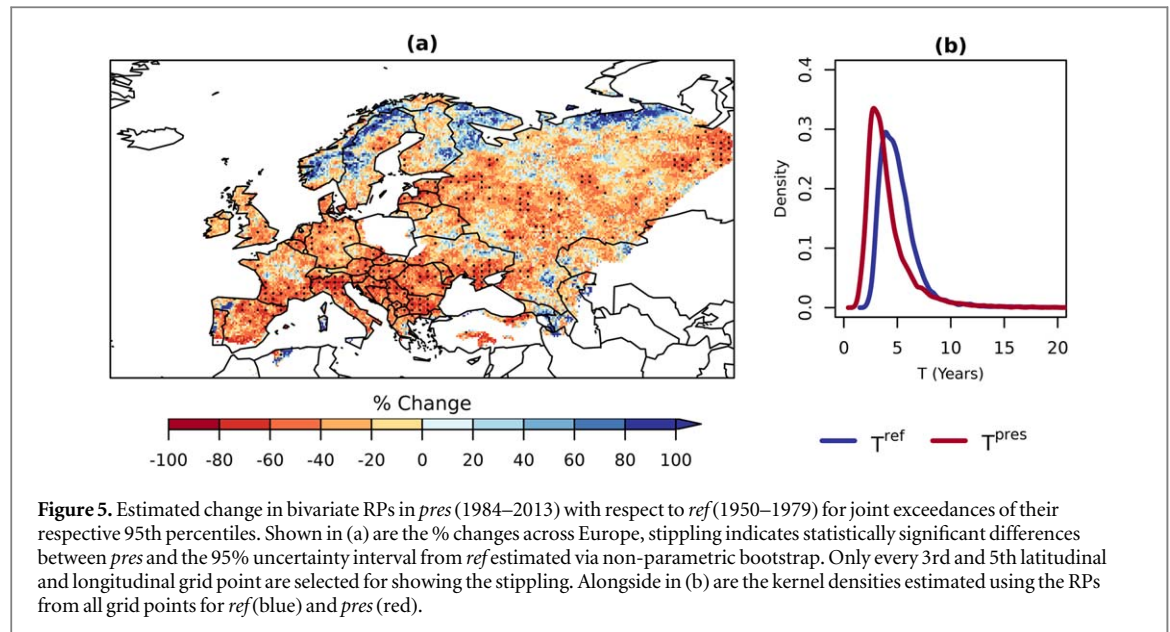 (a)
% Change
-100 -80 -60 -40 -20 0 20 40 60 80 100
(b)
0.4
0.3
0.2
0.1
0.0
Density
0 5 10 15 20
T (Years)
T^ref T^pres
Figure 5. Estimated change in bivariate RPs in pres (1984–2013) with respect to ref (1950–1979) for joint exceedances of their
respective 95th percentiles. Shown in (a) are the % changes across Europe, stippling indicates statistically significant differences
between pres and the 95% uncertainty interval from ref estimated via non-parametric bootstrap. Only every 3rd and 5th latitudinal
and longitudinal grid point are selected for showing the stippling. Alongside in (b) are the kernel densities estimated using the RPs
from all grid points for ref (blue) and pres (red).